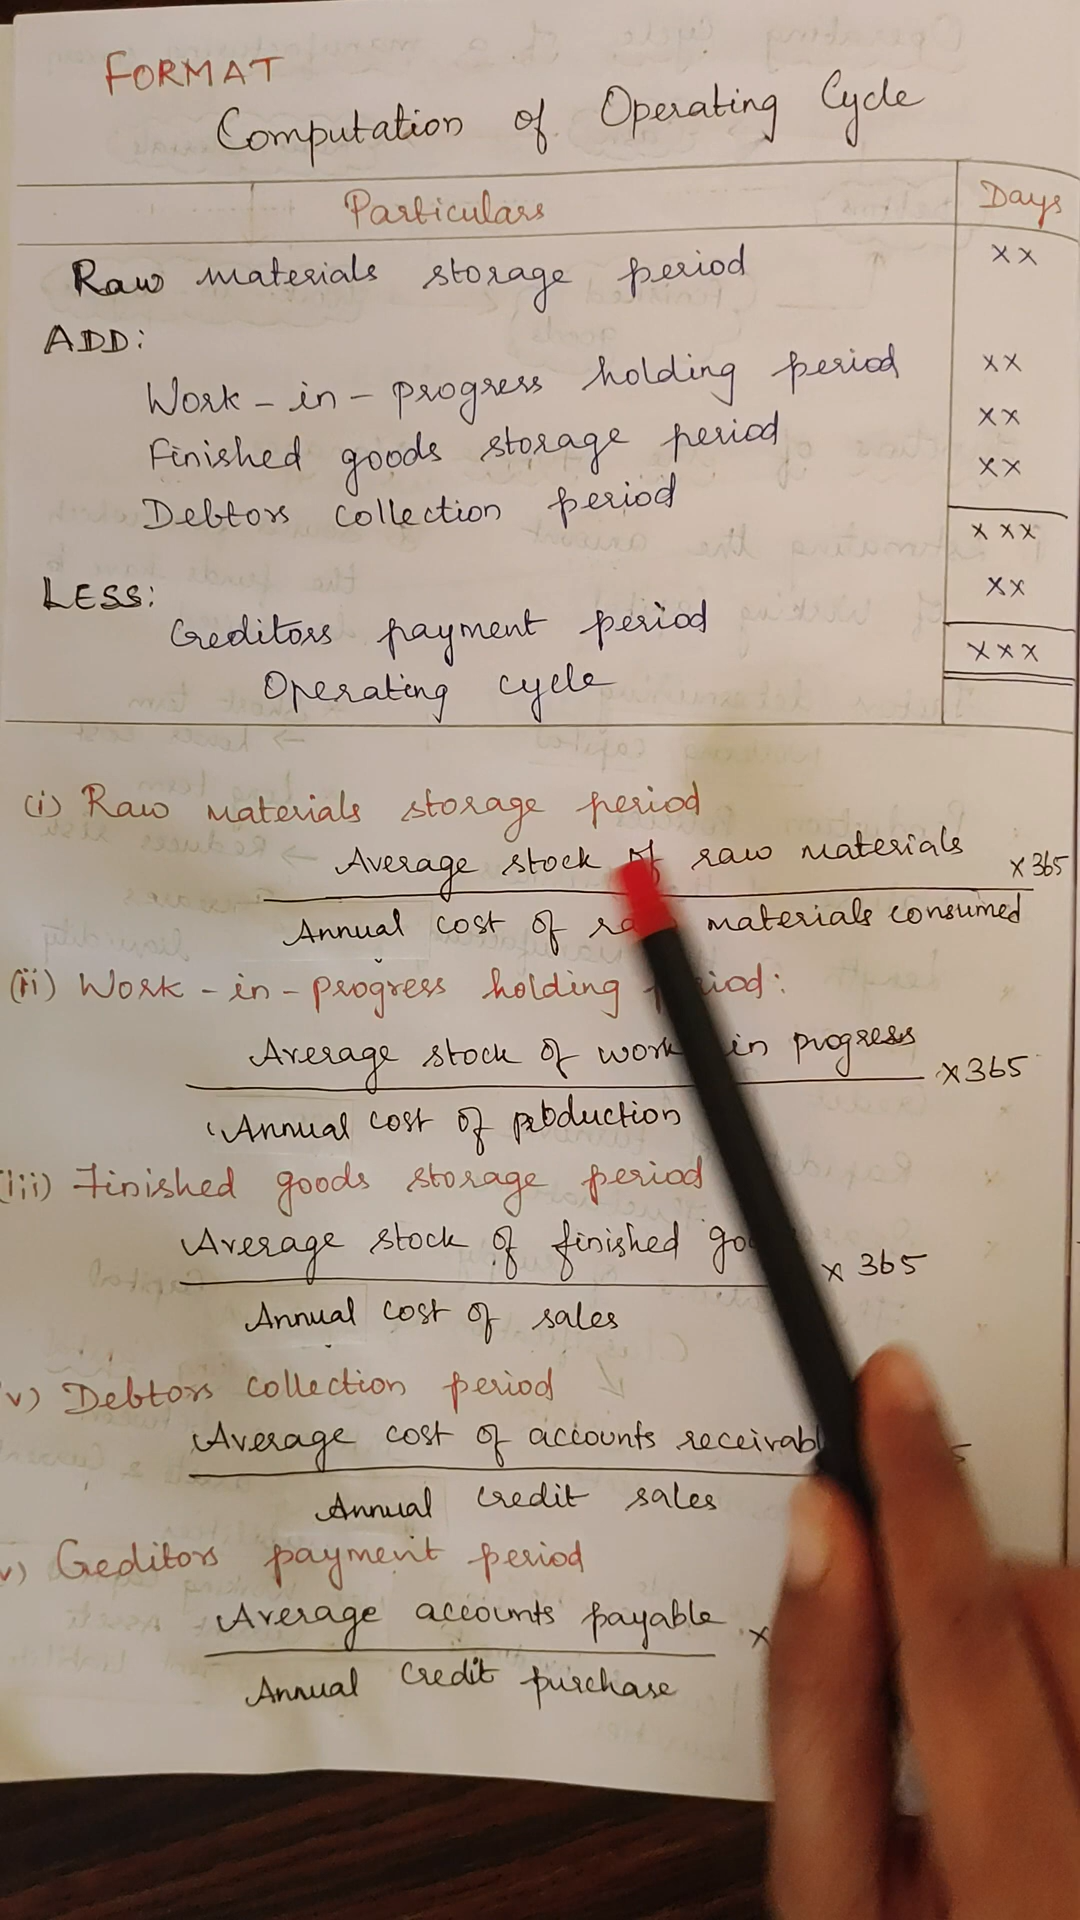 FORMAT
Computation of Operating Cycle
Particulars Days
Raw materials storage period xx
ADD:
Work-in-progress holding period xx
Finished goods storage period xx
Debtors collection period xx
xxx
LESS:
Creditors payment period xx
Operating cycle xxx
(i) Raw materials storage period
Average stock of raw materials x 365
Annual cost of materials consumed
(ii) Work-in-progress holding
Average stock of work in progress x 365
Annual cost of production
(iii) Finished goods storage period
Average stock of finished x 365
Annual cost of sales
v) Debtors collection period
Average cost of accounts
Annual credit sales
v) Creditors payment period
Average accounts payable x
Annual credit purchase